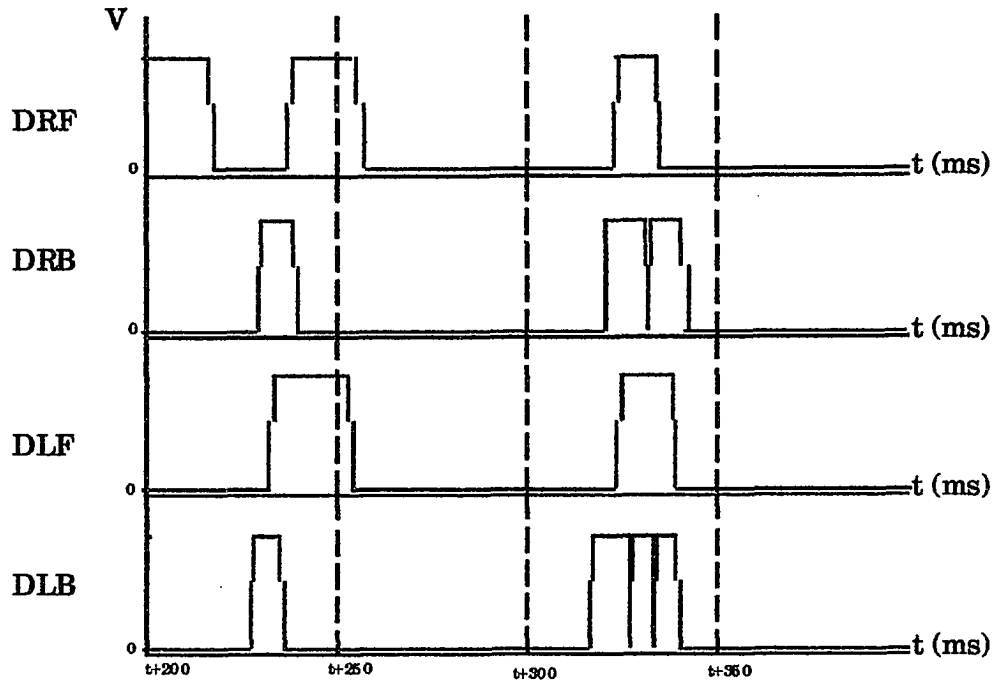 V
DRF
0
t (ms)
DRB
0
t (ms)
DLF
0
t (ms)
DLB
0
t (ms)
t+200 t+250 t+300 t+350